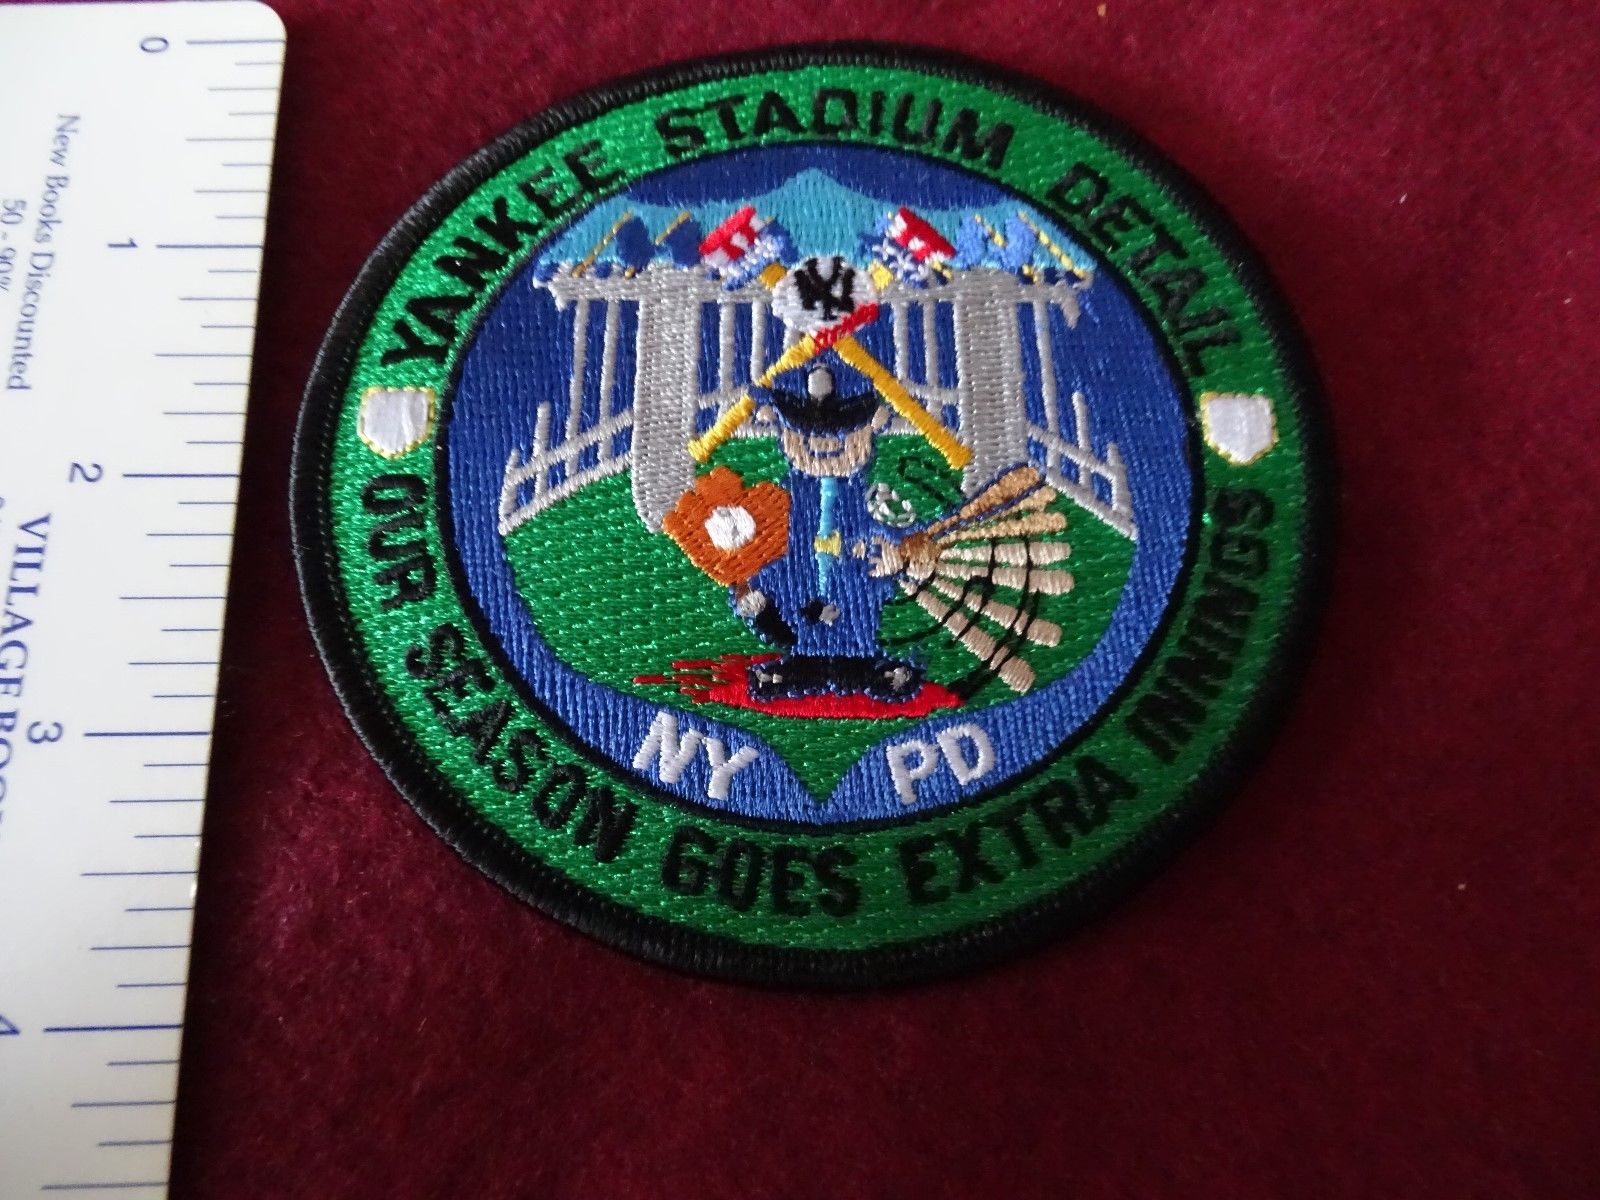 YANKEE STADIUM DETAIL
OUR SEASON GOES EXTRA INNINGS
NY
NY PD
0
1
2
3
4
New Books Discounted
50 - 90%
VILLAGE